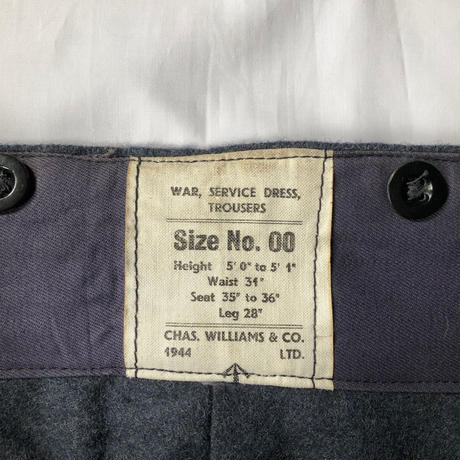 WAR, SERVICE DRESS,
TROUSERS
Size No. 00
Height 5' 0" to 5' 1"
Waist 31"
Seat 35" to 36"
Leg 28"
CHAS. WILLIAMS & CO.
1944 LTD.